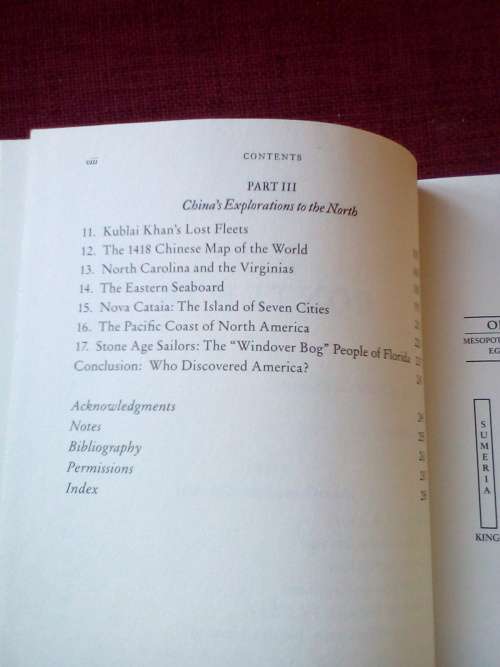 viii
CONTENTS
PART III
China's Explorations to the North
11. Kublai Khan's Lost Fleets
12. The 1418 Chinese Map of the World
13. North Carolina and the Virginias
14. The Eastern Seaboard
15. Nova Cataia: The Island of Seven Cities
16. The Pacific Coast of North America
17. Stone Age Sailors: The "Windover Bog" People of Florida
Conclusion: Who Discovered America?
Acknowledgments
Notes
Bibliography
Permissions
Index
SUMERIA